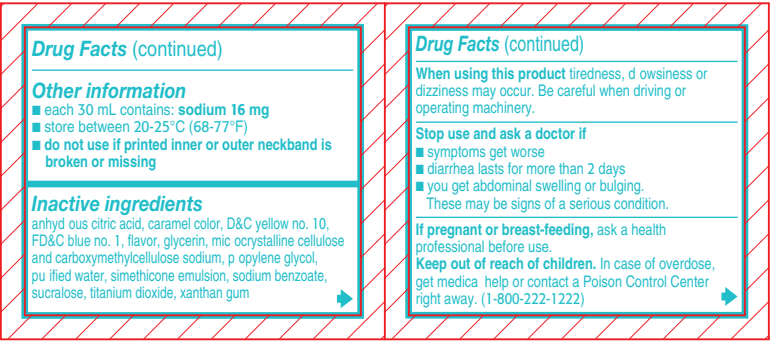 Drug Facts (continued)
Other information
■ each 30 mL contains: sodium 16 mg
■ store between 20-25°C (68-77°F)
■ do not use if printed inner or outer neckband is
broken or missing
Inactive ingredients
anhyd ous citric acid, caramel color, D&C yellow no. 10,
FD&C blue no. 1, flavor, glycerin, mic ocrystalline cellulose
and carboxymethylcellulose sodium, p opylene glycol,
pu ified water, simethicone emulsion, sodium benzoate,
sucralose, titanium dioxide, xanthan gum
Drug Facts (continued)
When using this product tiredness, d owsiness or
dizziness may occur. Be careful when driving or
operating machinery.
Stop use and ask a doctor if
■ symptoms get worse
■ diarrhea lasts for more than 2 days
■ you get abdominal swelling or bulging.
These may be signs of a serious condition.
If pregnant or breast-feeding, ask a health
professional before use.
Keep out of reach of children. In case of overdose,
get medica help or contact a Poison Control Center
right away. (1-800-222-1222)